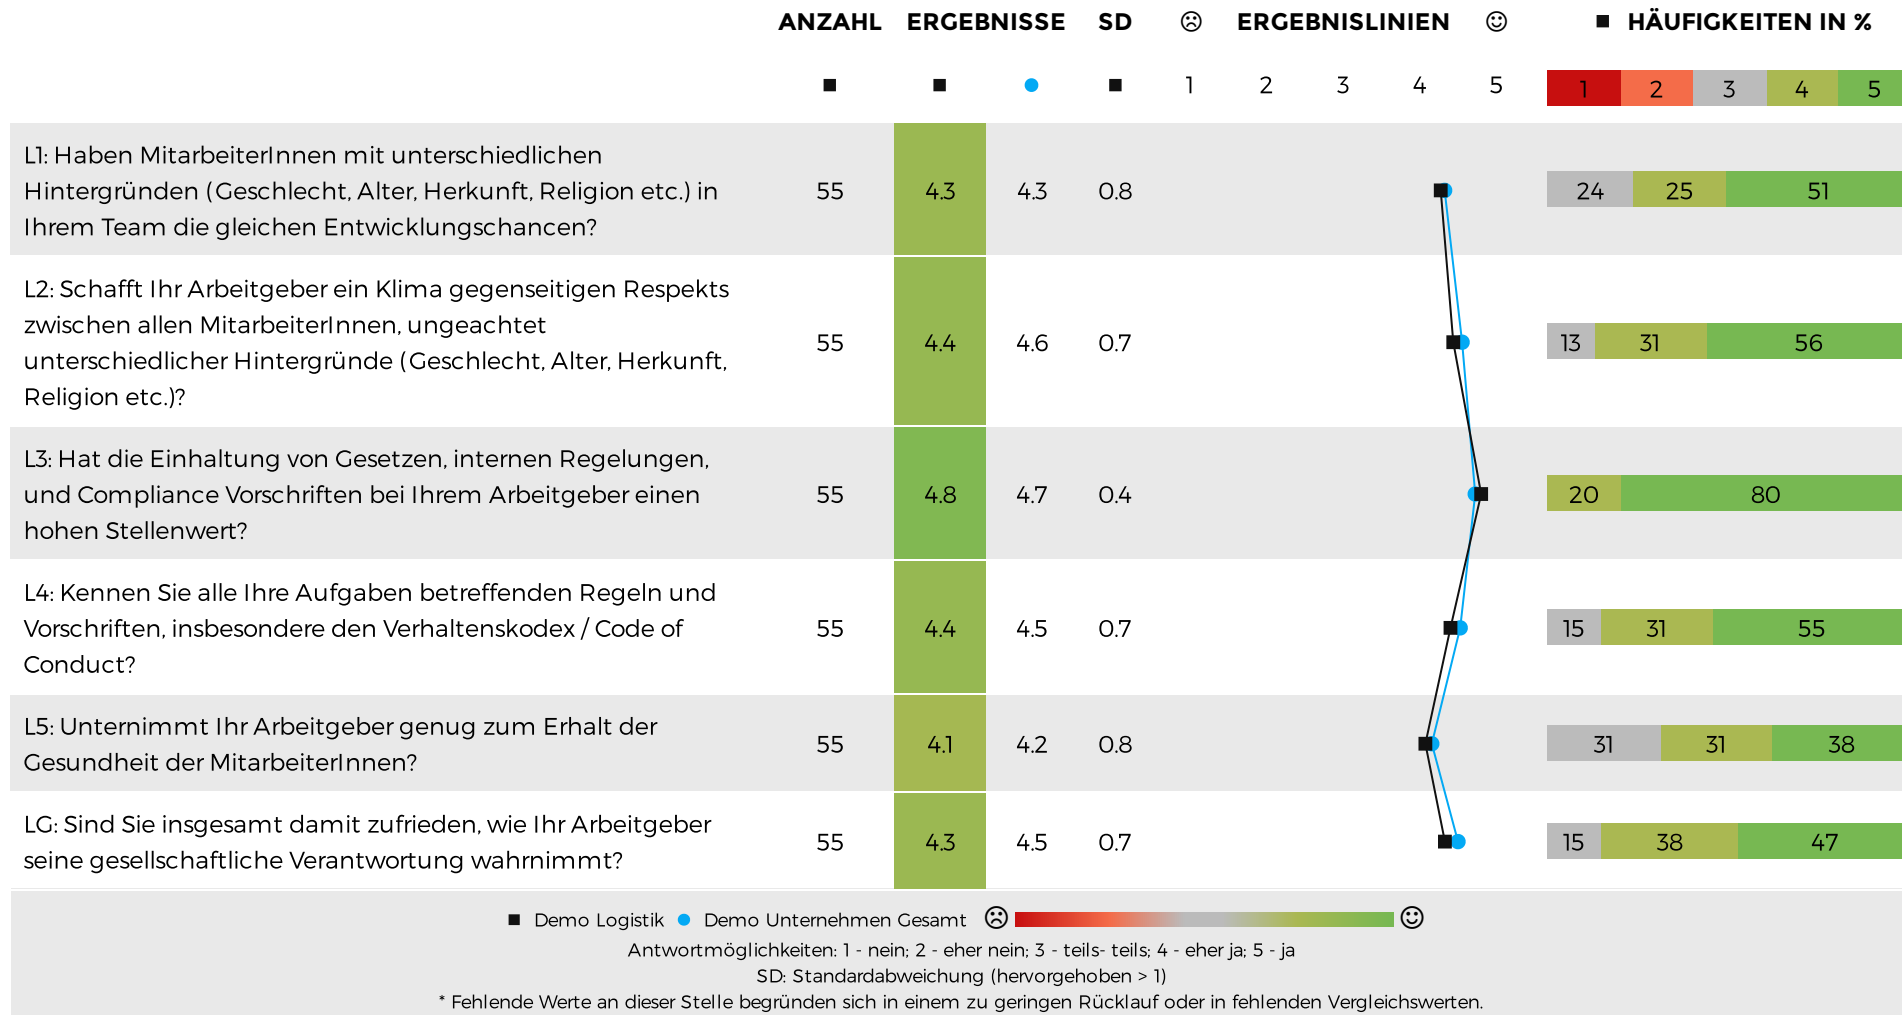 ANZAHL ERGEBNISSE SD ERGEBNISLINIEN HÄUFIGKEITEN IN %
1 2 3 4 5 1 2 3 4 5
L1: Haben MitarbeiterInnen mit unterschiedlichen
Hintergründen (Geschlecht, Alter, Herkunft, Religion etc.) in
Ihrem Team die gleichen Entwicklungschancen?
55 4.3 4.3 0.8 24 25 51
L2: Schafft Ihr Arbeitgeber ein Klima gegenseitigen Respekts
zwischen allen MitarbeiterInnen, ungeachtet
unterschiedlicher Hintergründe (Geschlecht, Alter, Herkunft,
Religion etc.)?
55 4.4 4.6 0.7 13 31 56
L3: Hat die Einhaltung von Gesetzen, internen Regelungen,
und Compliance Vorschriften bei Ihrem Arbeitgeber einen
hohen Stellenwert?
55 4.8 4.7 0.4 20 80
L4: Kennen Sie alle Ihre Aufgaben betreffenden Regeln und
Vorschriften, insbesondere den Verhaltenskodex / Code of
Conduct?
55 4.4 4.5 0.7 15 31 55
L5: Unternimmt Ihr Arbeitgeber genug zum Erhalt der
Gesundheit der MitarbeiterInnen?
55 4.1 4.2 0.8 31 31 38
LG: Sind Sie insgesamt damit zufrieden, wie Ihr Arbeitgeber
seine gesellschaftliche Verantwortung wahrnimmt?
55 4.3 4.5 0.7 15 38 47
Demo Logistik Demo Unternehmen Gesamt
Antwortmöglichkeiten: 1 - nein; 2 - eher nein; 3 - teils- teils; 4 - eher ja; 5 - ja
SD: Standardabweichung (hervorgehoben > 1)
* Fehlende Werte an dieser Stelle begründen sich in einem zu geringen Rücklauf oder in fehlenden Vergleichswerten.